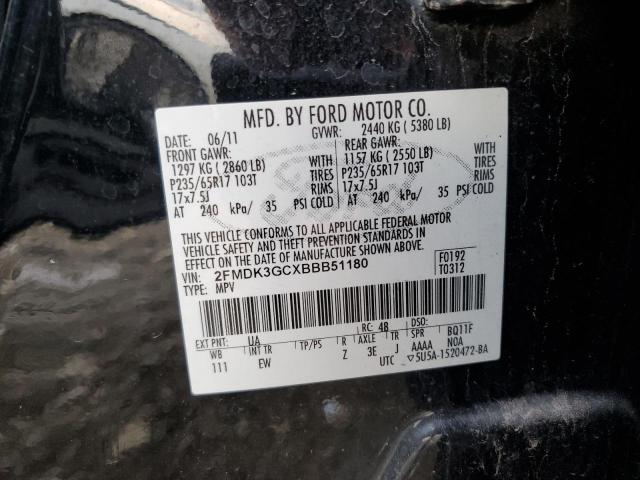 MFD. BY FORD MOTOR CO.
DATE: 06/11 GVWR: 2440 KG (5380 LB)
FRONT GAWR: REAR GAWR:
1297 KG (2860 LB) WITH 1157 KG (2550 LB) WITH
P235/65R17 103T TIRES P235/65R17 103T TIRES
17x7.5J RIMS 17x7.5J RIMS
AT 240 kPa/ 35 PSI COLD AT 240 kPa/ 35 PSI COLD
THIS VEHICLE CONFORMS TO ALL APPLICABLE FEDERAL MOTOR
VEHICLE SAFETY AND THEFT PREVENTION STANDARDS IN
EFFECT ON THE DATE OF MANUFACTURE SHOWN ABOVE.
VIN: 2FMDK3GCXBBB51180 F0192
TYPE: MPV T0312
EXT PNT: UA RC: 48 5SO: BQ11F
WB INT TR TP/PS R AXLE TR SPR NOA
111 EW Z 3E J AAAA
UTC ▽5U5A-1520472-BA
Ford